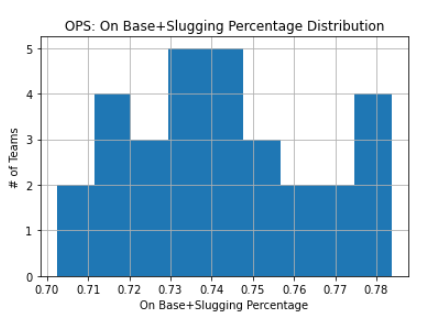 OPS: On Base+Slugging Percentage Distribution
5
4
3
2
1
0
# of Teams
0.70 0.71 0.72 0.73 0.74 0.75 0.76 0.77 0.78
On Base+Slugging Percentage